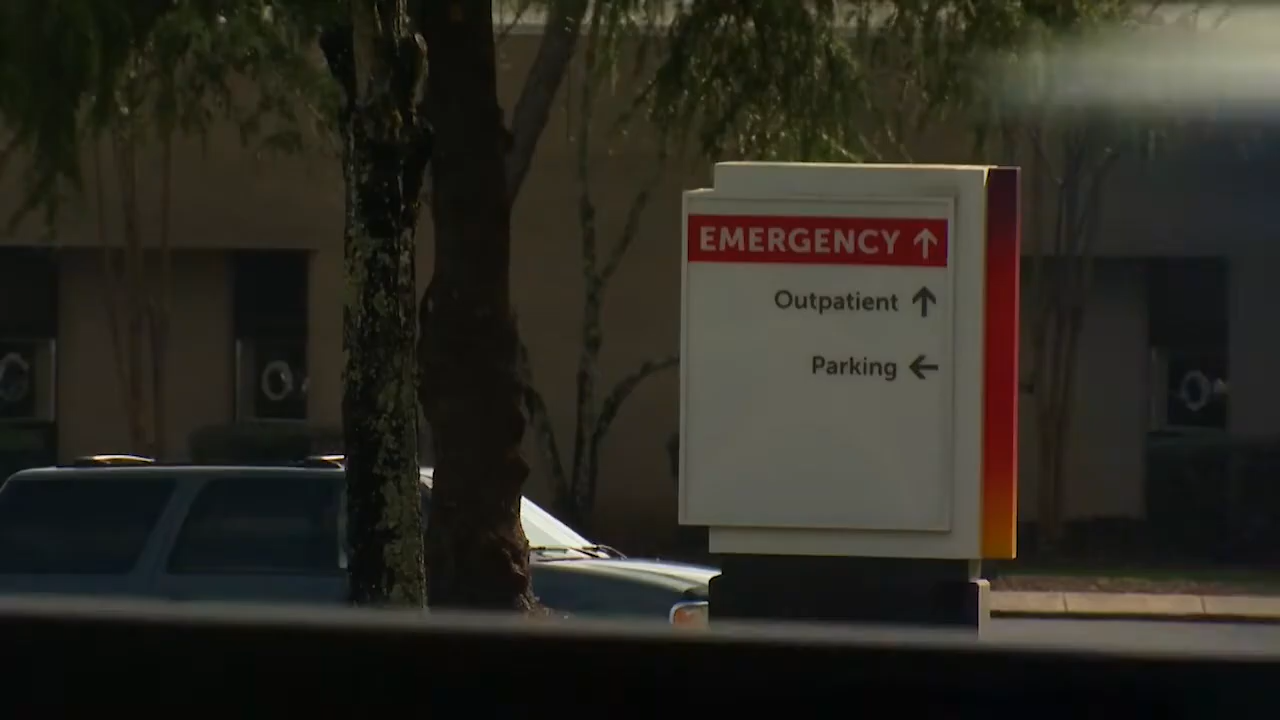 EMERGENCY ↑
Outpatient ↑
Parking ←